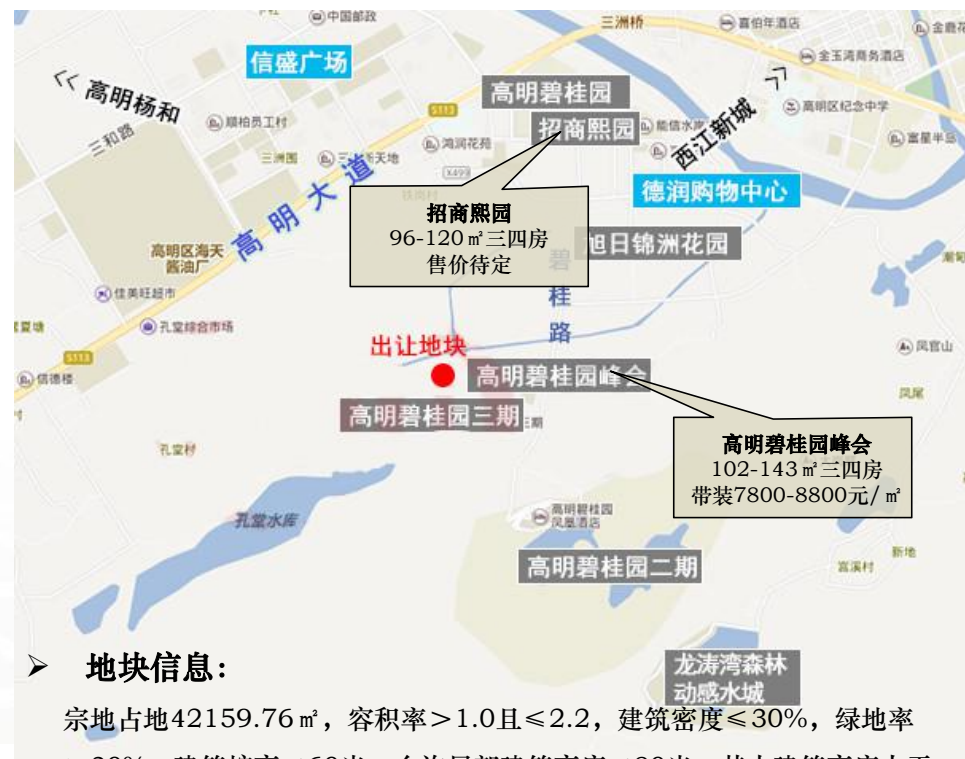 中国邮政
三洲桥
喜伯年酒店
金鹿花
信盛广场
金玉湾商务酒店
<< 高明杨和
高明碧桂园
>>
S113
高明区纪念中学
顺柏员工村
招商熙园
能信水库
西江新城
三和路
鸿润花苑
富星半岛
三洲围
新天地
X499
高明大道
德润购物中心
招商熙园
96-120㎡三四房
售价待定
旭日锦洲花园
高明区海天
酱油厂
碧桂路
佳美旺超市
孔堂综合市场
出让地块
S113
凤官山
信德楼
高明碧桂园峰会
凤尾
高明碧桂园三期
三期
孔堂村
高明碧桂园峰会
102-143㎡三四房
带装7800-8800元/㎡
孔堂水库
高明碧桂园
凤凰酒店
高明碧桂园二期
新地
富溪村
龙涛湾森林
动感水城
➢ 地块信息：
宗地占地42159.76㎡，容积率＞1.0且≤2.2，建筑密度≤30%，绿地率